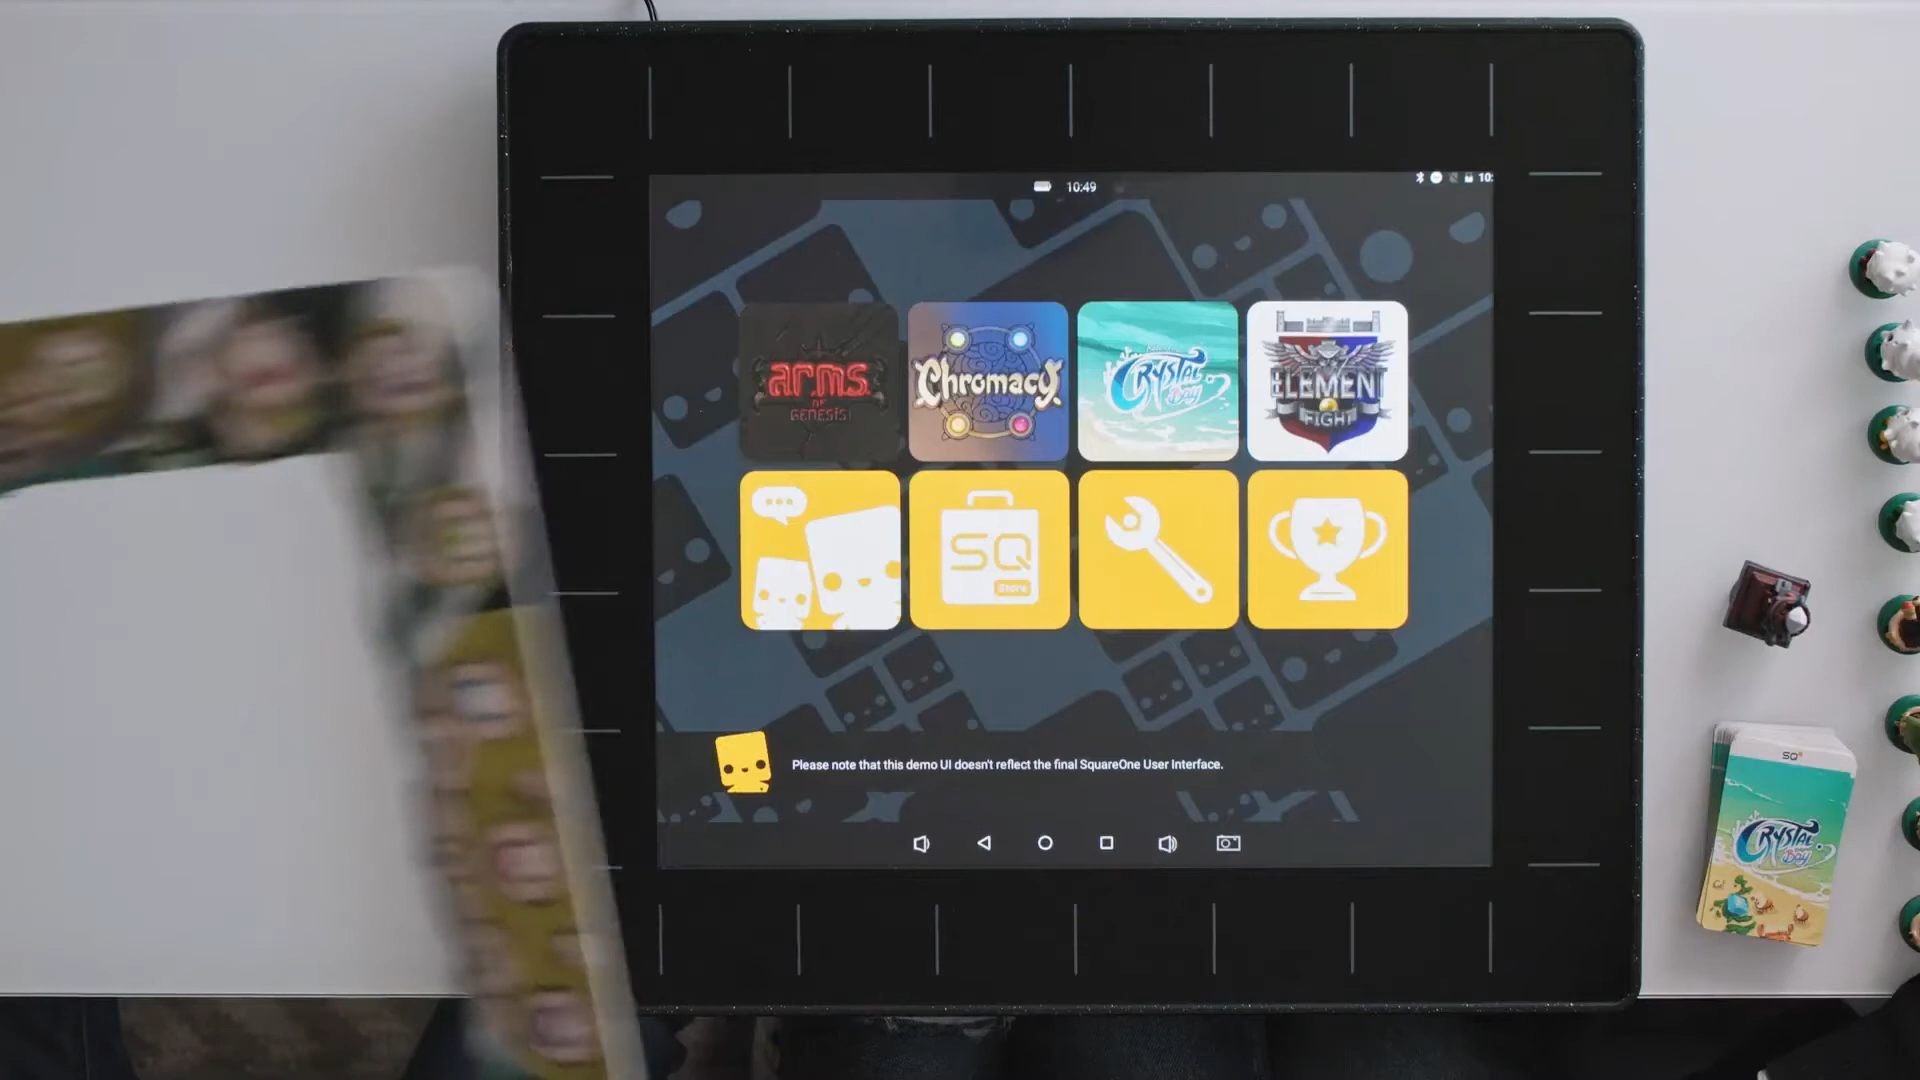 10:49
10:
arms
OF
GENESIS
Chromacy
CRYSTAL
Bay
ELEMENT
FIGHT
SQ
Store
Please note that this demo UI doesn't reflect the final SquareOne User Interface.
SQ
CRYSTAL
Bay